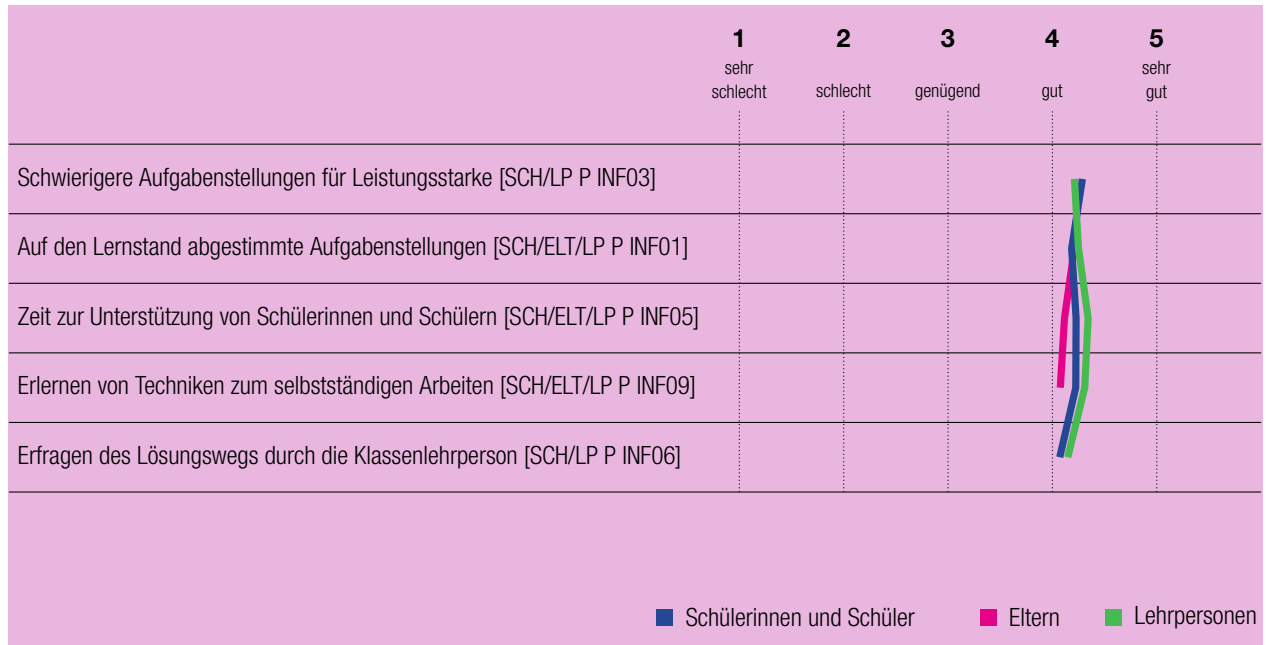 1 2 3 4 5
sehr schlecht schlecht genügend gut sehr gut
Schwierigere Aufgabenstellungen für Leistungsstarke [SCH/LP P INF03]
Auf den Lernstand abgestimmte Aufgabenstellungen [SCH/ELT/LP P INF01]
Zeit zur Unterstützung von Schülerinnen und Schülern [SCH/ELT/LP P INF05]
Erlernen von Techniken zum selbstständigen Arbeiten [SCH/ELT/LP P INF09]
Erfragen des Lösungswegs durch die Klassenlehrperson [SCH/LP P INF06]
Schülerinnen und Schüler Eltern Lehrpersonen